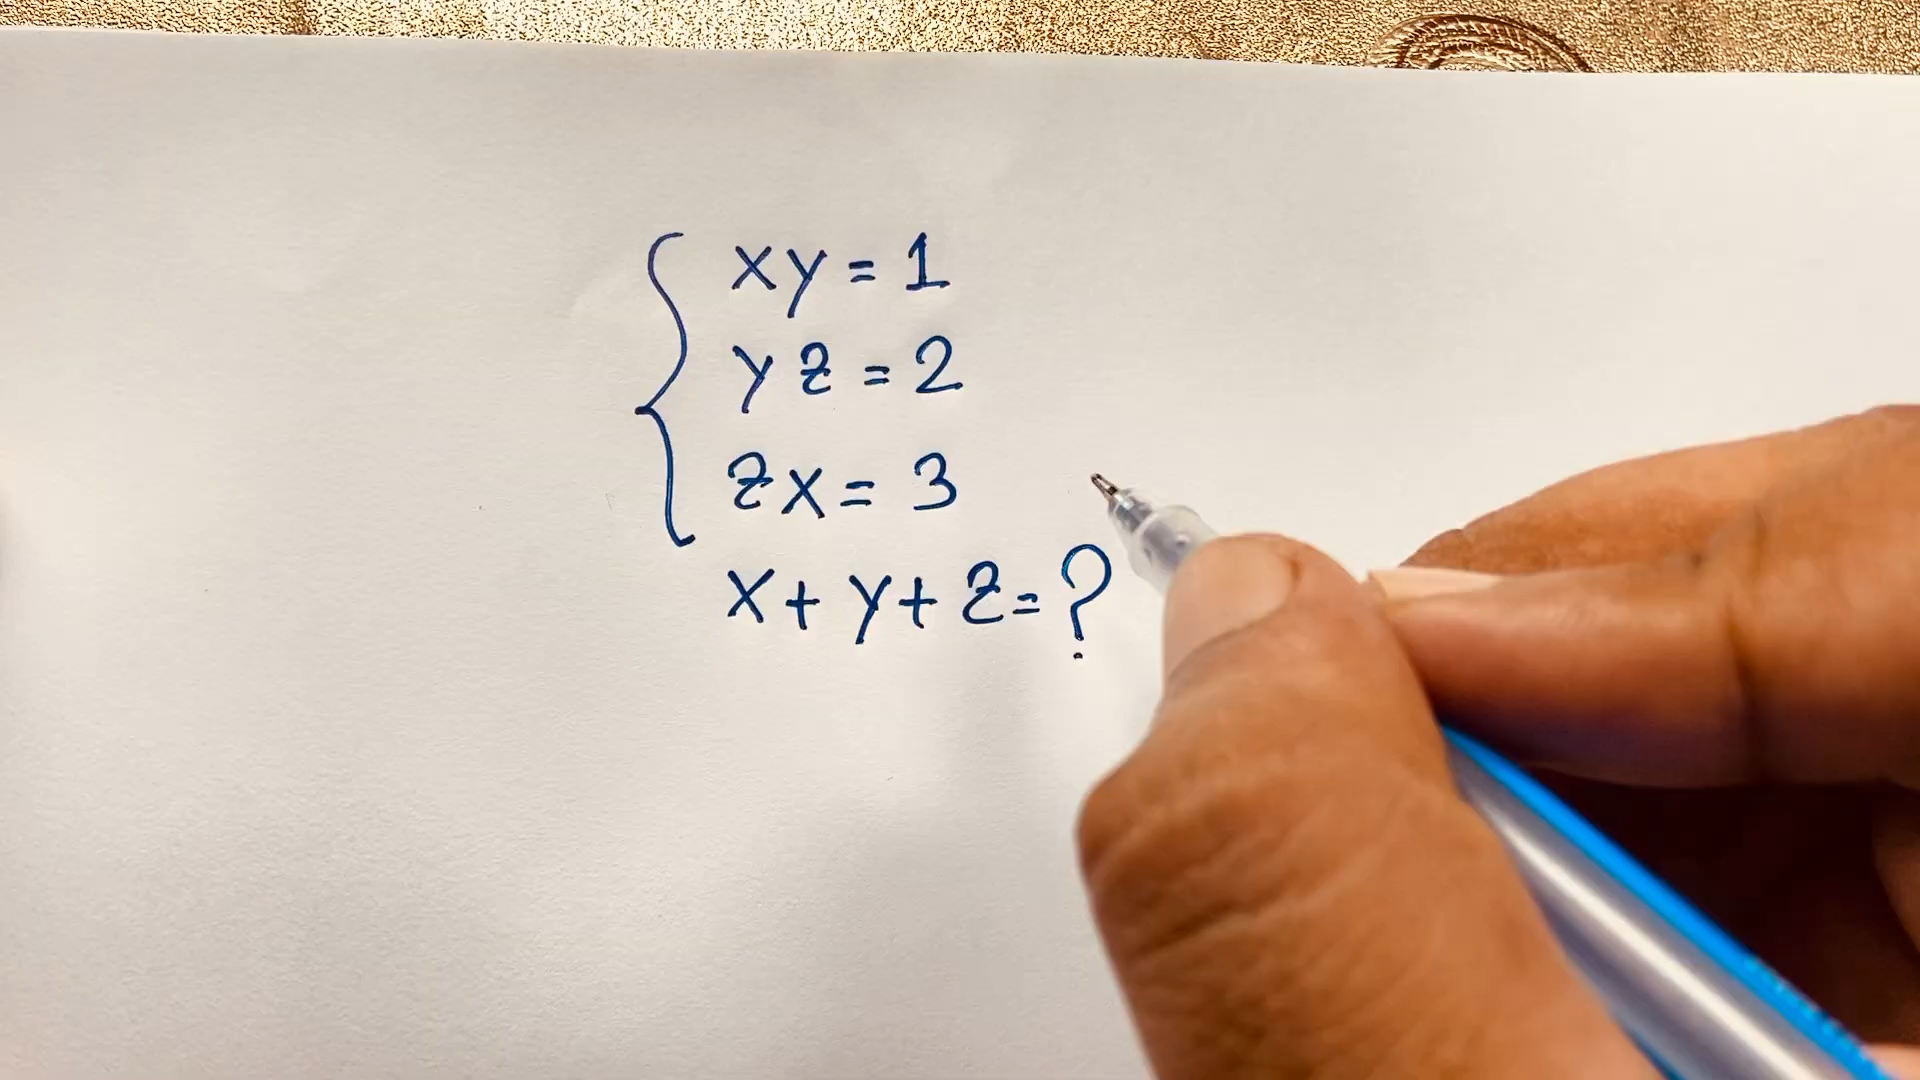 xy = 1
yz = 2
zx = 3
x + y + z = ?